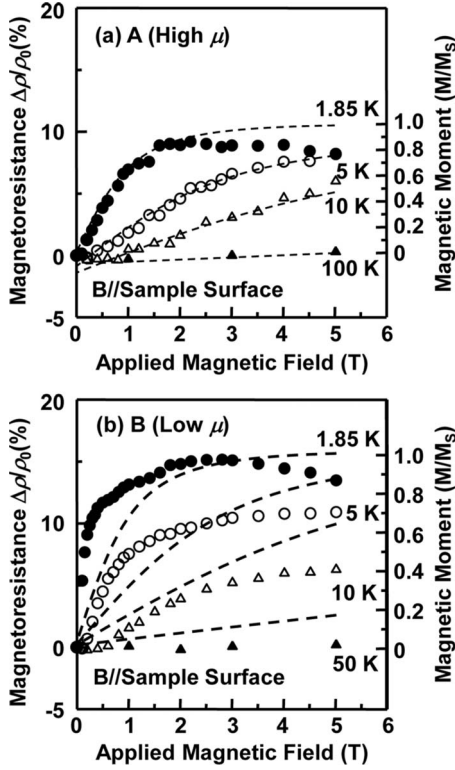 (a) A (High μ)
Magnetoresistance Δρ/ρ0(%)
Magnetic Moment (M/MS)
20
10
0
-5
1.0
0.8
0.6
0.4
0.2
0
1.85 K
5 K
10 K
100 K
B//Sample Surface
0 1 2 3 4 5 6
Applied Magnetic Field (T)
(b) B (Low μ)
Magnetoresistance Δρ/ρ0(%)
Magnetic Moment (M/MS)
20
10
0
-5
1.0
0.8
0.6
0.4
0.2
0
1.85 K
5 K
10 K
50 K
B//Sample Surface
0 1 2 3 4 5 6
Applied Magnetic Field (T)